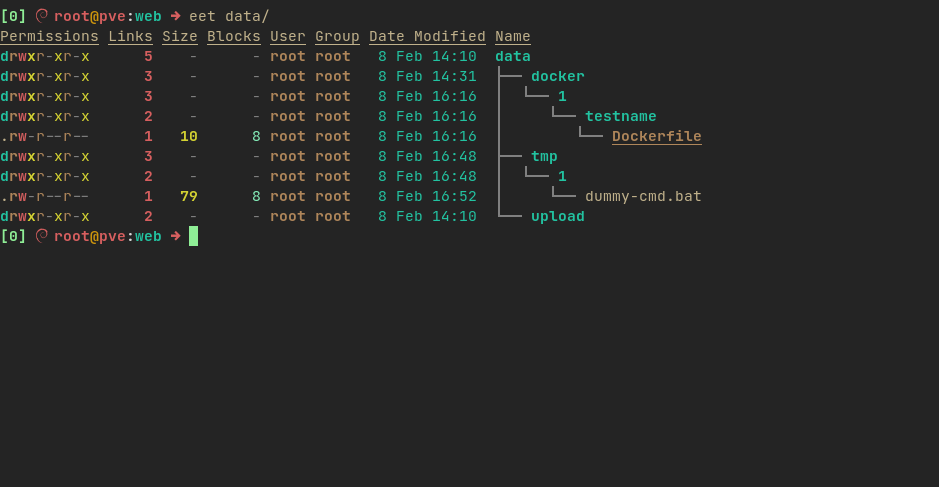 [0] root@pve:web → eet data/
Permissions Links Size Blocks User Group Date Modified Name
drwxr-xr-x 5 - - root root 8 Feb 14:10 data
drwxr-xr-x 3 - - root root 8 Feb 14:31 ├── docker
drwxr-xr-x 3 - - root root 8 Feb 16:16 │  └── 1
drwxr-xr-x 2 - - root root 8 Feb 16:16 │     └── testname
.rw-r--r-- 1 10 8 root root 8 Feb 16:16 │        └── Dockerfile
drwxr-xr-x 3 - - root root 8 Feb 16:48 ├── tmp
drwxr-xr-x 2 - - root root 8 Feb 16:48 │  └── 1
.rw-r--r-- 1 79 8 root root 8 Feb 16:52 │     └── dummy-cmd.bat
drwxr-xr-x 2 - - root root 8 Feb 14:10 └── upload
[0] root@pve:web →